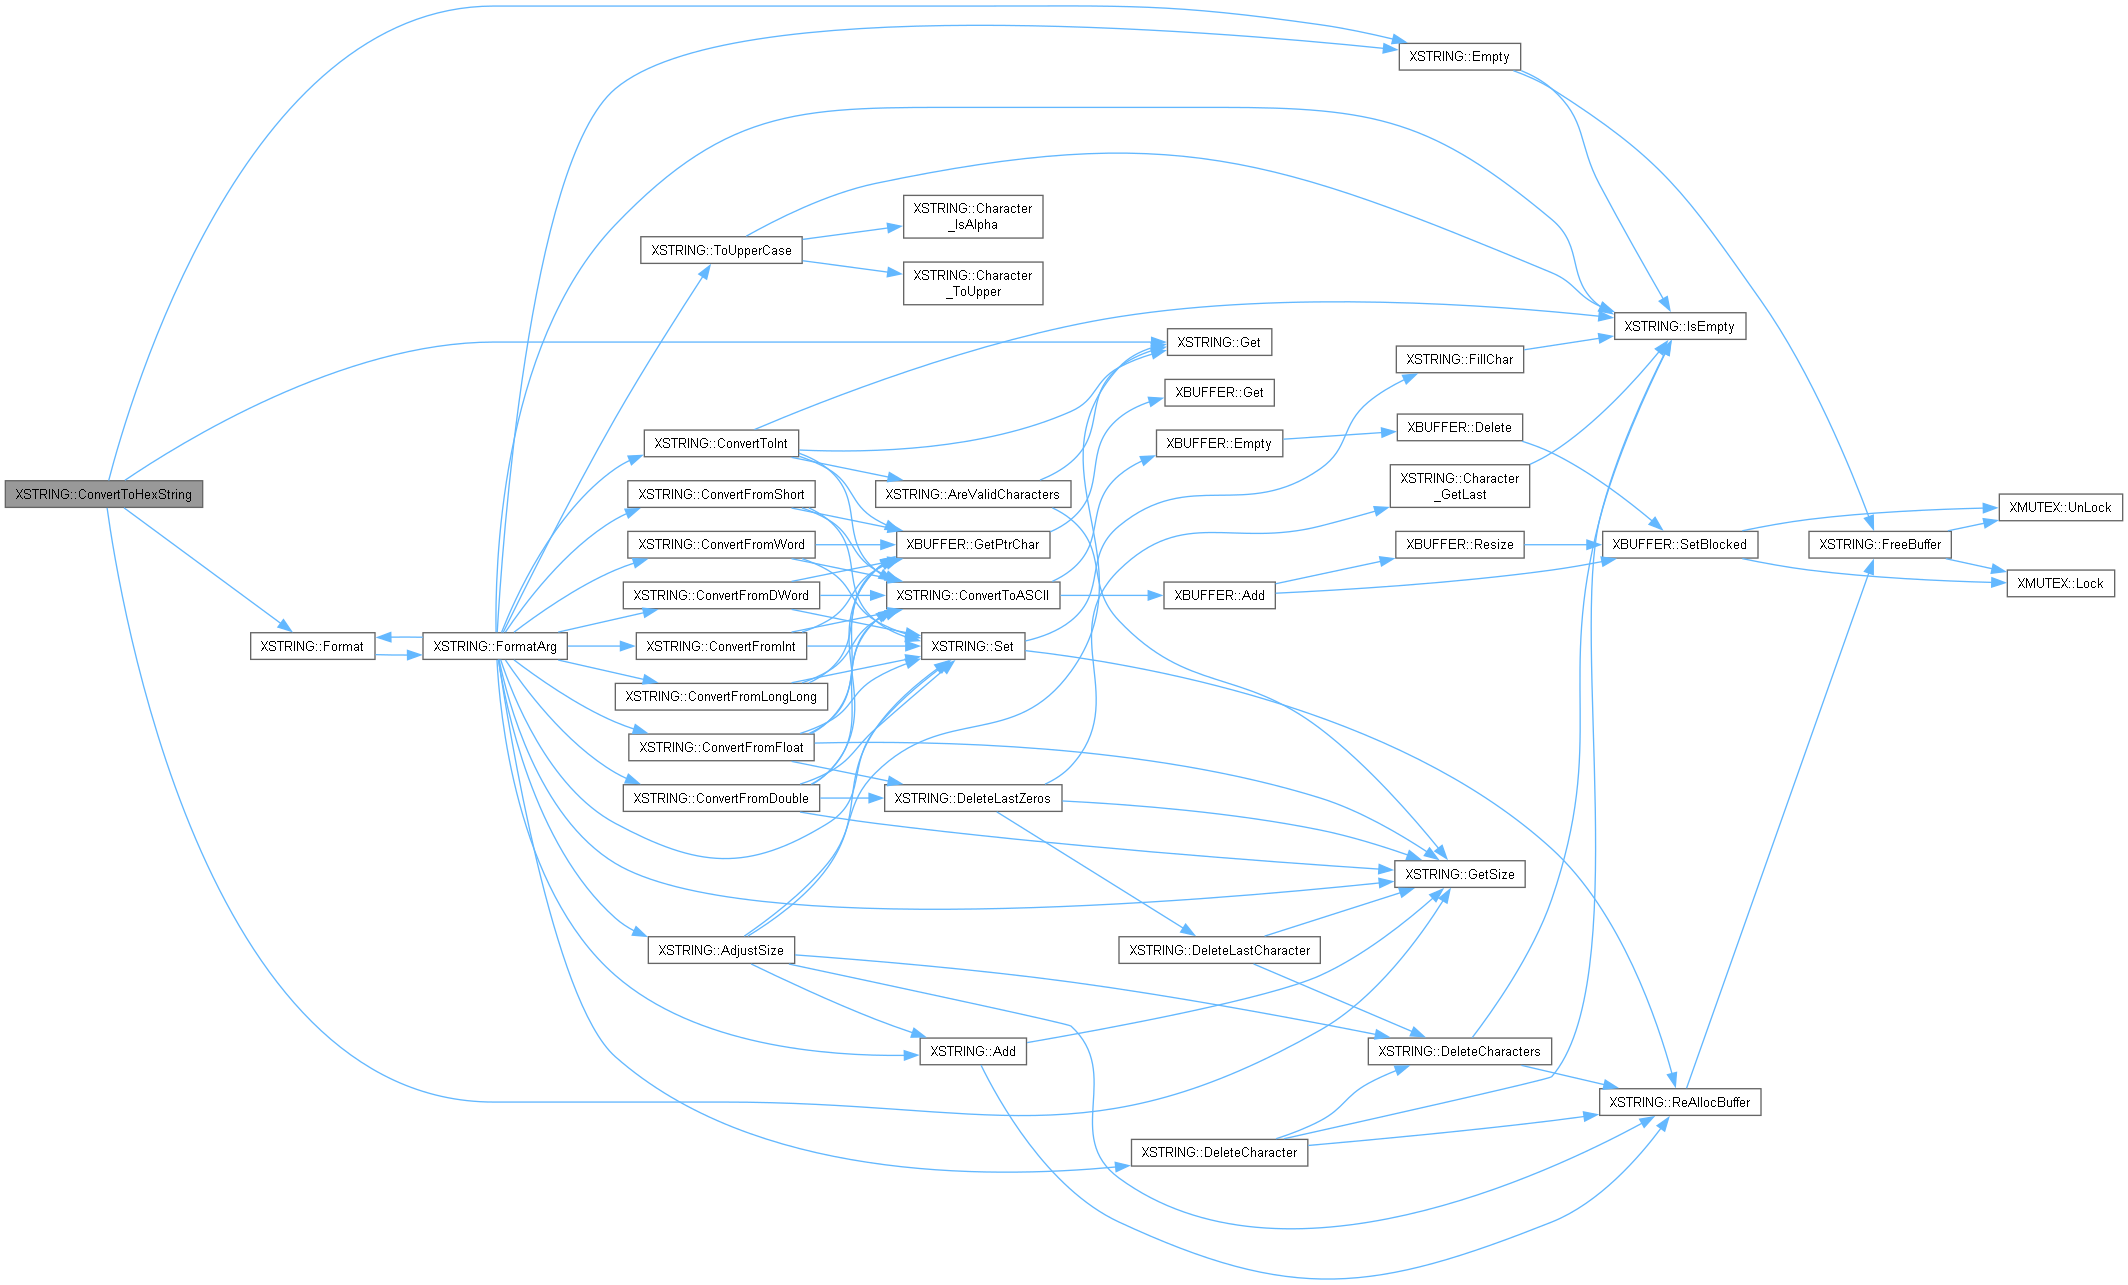 XSTRING::Empty
XSTRING::Character
_IsAlpha
XSTRING::ToUpperCase
XSTRING::Character
_ToUpper
XSTRING::IsEmpty
XSTRING::Get
XSTRING::FillChar
XBUFFER::Get
XSTRING::ConvertToInt
XBUFFER::Empty
XBUFFER::Delete
XSTRING::ConvertToHexString
XSTRING::ConvertFromShort
XSTRING::AreValidCharacters
XSTRING::Character
_GetLast
XMUTEX::UnLock
XSTRING::ConvertFromWord
XBUFFER::GetPtrChar
XBUFFER::Resize
XBUFFER::SetBlocked
XSTRING::FreeBuffer
XMUTEX::Lock
XSTRING::ConvertFromDWord
XSTRING::ConvertToASCII
XBUFFER::Add
XSTRING::Format
XSTRING::FormatArg
XSTRING::ConvertFromInt
XSTRING::Set
XSTRING::ConvertFromLongLong
XSTRING::ConvertFromFloat
XSTRING::ConvertFromDouble
XSTRING::DeleteLastZeros
XSTRING::GetSize
XSTRING::AdjustSize
XSTRING::DeleteLastCharacter
XSTRING::Add
XSTRING::DeleteCharacters
XSTRING::ReAllocBuffer
XSTRING::DeleteCharacter